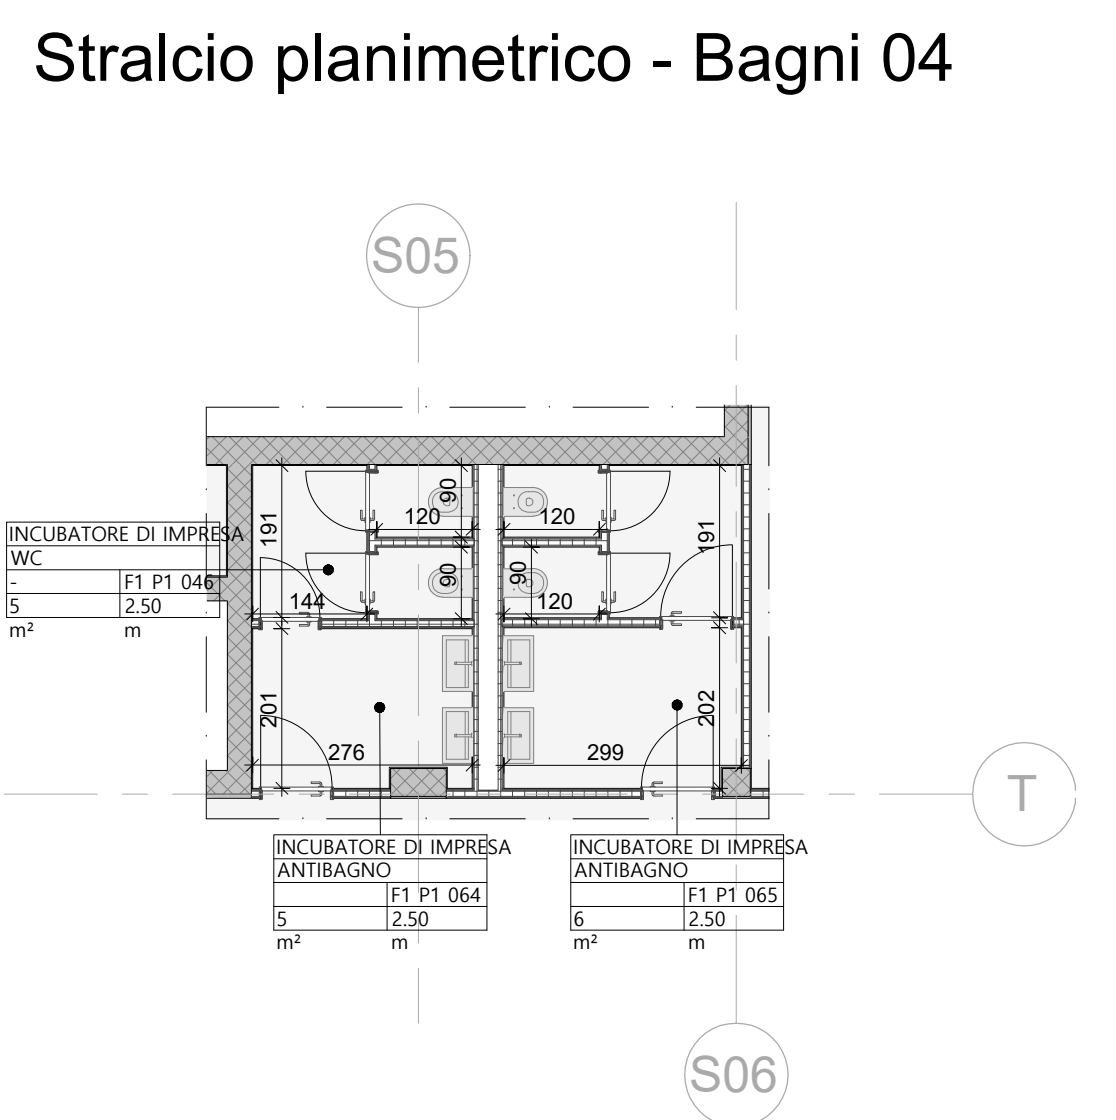 Stralcio planimetrico - Bagni 04
S05
90
120
120
191
191
INCUBATORE DI IMPRESA
WC
- F1 P1 046
5 2.50
m² m
90
90
144
120
201
202
276
299
T
INCUBATORE DI IMPRESA
ANTIBAGNO
F1 P1 064
5 2.50
m² m
INCUBATORE DI IMPRESA
ANTIBAGNO
F1 P1 065
6 2.50
m² m
S06